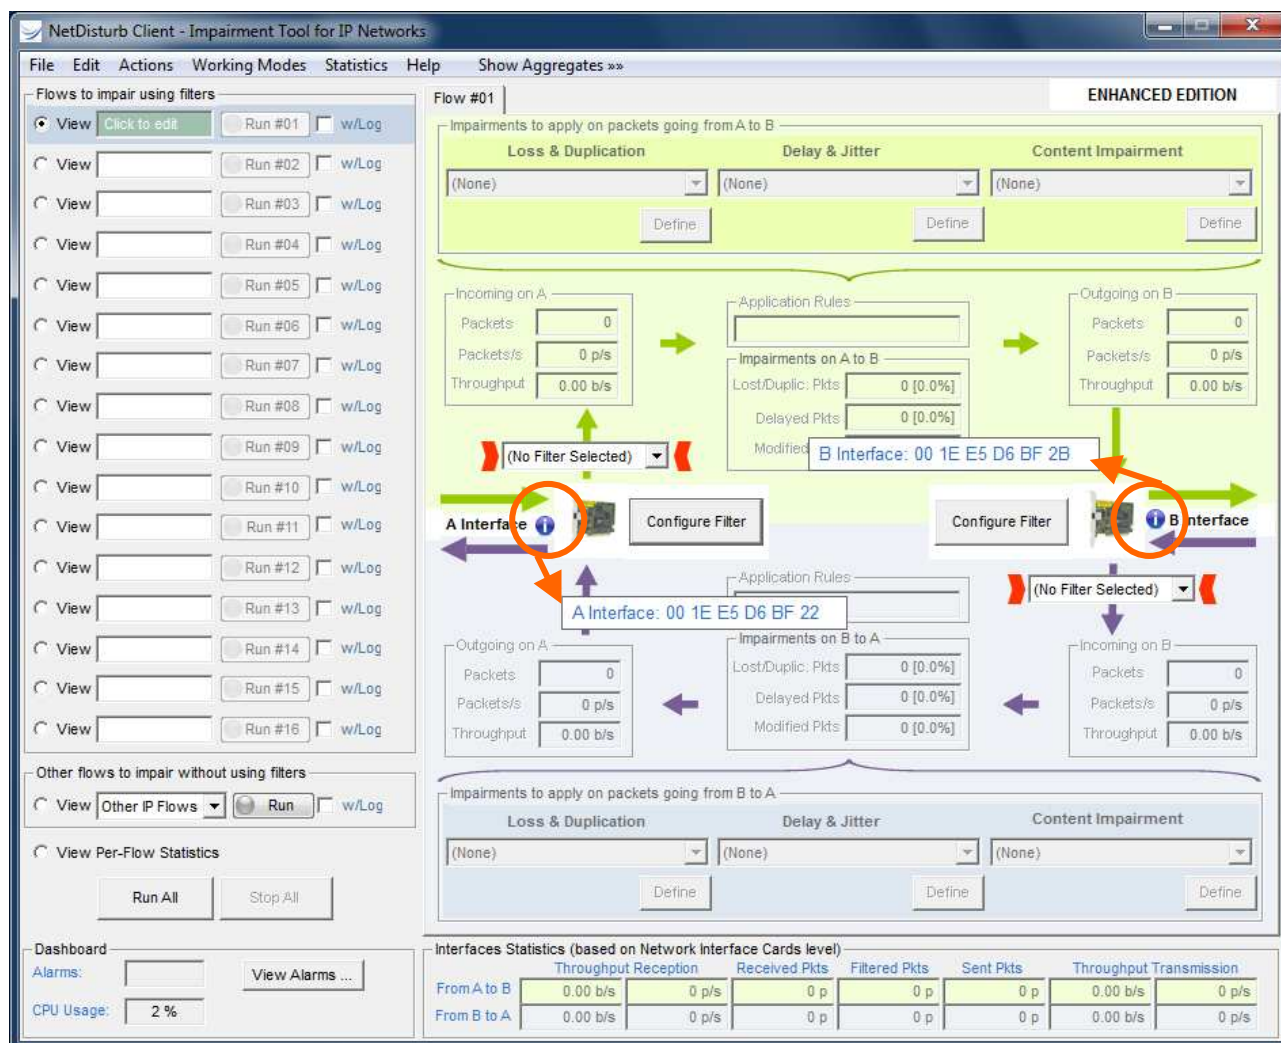 NetDisturb Client - Impairment Tool for IP Networks
File Edit Actions Working Modes Statistics Help Show Aggregates »»
Flows to impair using filters
View Click to edit Run #01 w/Log
View Run #02 w/Log
View Run #03 w/Log
View Run #04 w/Log
View Run #05 w/Log
View Run #06 w/Log
View Run #07 w/Log
View Run #08 w/Log
View Run #09 w/Log
View Run #10 w/Log
View Run #11 w/Log
View Run #12 w/Log
View Run #13 w/Log
View Run #14 w/Log
View Run #15 w/Log
View Run #16 w/Log
Other flows to impair without using filters
View Other IP Flows Run w/Log
View Per-Flow Statistics
Run All Stop All
Dashboard
Alarms: View Alarms ...
CPU Usage: 2 %
Flow #01 ENHANCED EDITION
Impairments to apply on packets going from A to B
Loss & Duplication Delay & Jitter Content Impairment
(None) (None) (None)
Define Define Define
Incoming on A
Packets 0
Packets/s 0 p/s
Throughput 0.00 b/s
Application Rules
Impairments on A to B
Lost/Duplic. Pkts 0 [0.0%]
Delayed Pkts 0 [0.0%]
Modified
Outgoing on B
Packets 0
Packets/s 0 p/s
Throughput 0.00 b/s
(No Filter Selected)
B Interface: 00 1E E5 D6 BF 2B
A Interface Configure Filter Configure Filter B Interface
A Interface: 00 1E E5 D6 BF 22
(No Filter Selected)
Outgoing on A
Packets 0
Packets/s 0 p/s
Throughput 0.00 b/s
Application Rules
Impairments on B to A
Lost/Duplic. Pkts 0 [0.0%]
Delayed Pkts 0 [0.0%]
Modified Pkts 0 [0.0%]
Incoming on B
Packets 0
Packets/s 0 p/s
Throughput 0.00 b/s
Impairments to apply on packets going from B to A
Loss & Duplication Delay & Jitter Content Impairment
(None) (None) (None)
Define Define Define
Interfaces Statistics (based on Network Interface Cards level)
Throughput Reception Received Pkts Filtered Pkts Sent Pkts Throughput Transmission
From A to B 0.00 b/s 0 p/s 0 p 0 p 0 p 0.00 b/s 0 p/s
From B to A 0.00 b/s 0 p/s 0 p 0 p 0 p 0.00 b/s 0 p/s